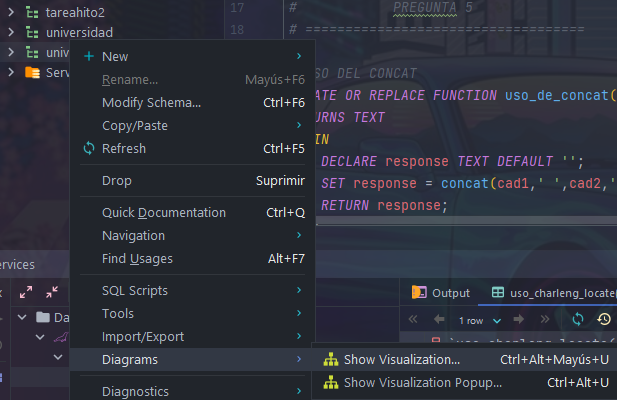 tareahito2
universidad
univ
Serv
17
# PREGUNTA 5
18
# ================================
SO DEL CONCAT
ATE OR REPLACE FUNCTION uso_de_concat(
URNS TEXT
IN
DECLARE response TEXT DEFAULT '';
SET response = concat(cad1,' ',cad2,'
RETURN response;
New
Rename... Mayús+F6
Modify Schema... Ctrl+F6
Copy/Paste
Refresh Ctrl+F5
Drop Suprimir
Quick Documentation Ctrl+Q
Navigation
Find Usages Alt+F7
SQL Scripts
Tools
Import/Export
Diagrams
Diagnostics
Show Visualization... Ctrl+Alt+Mayús+U
Show Visualization Popup... Ctrl+Alt+U
ervices
Da
Output
uso_charleng_locate(
1 row